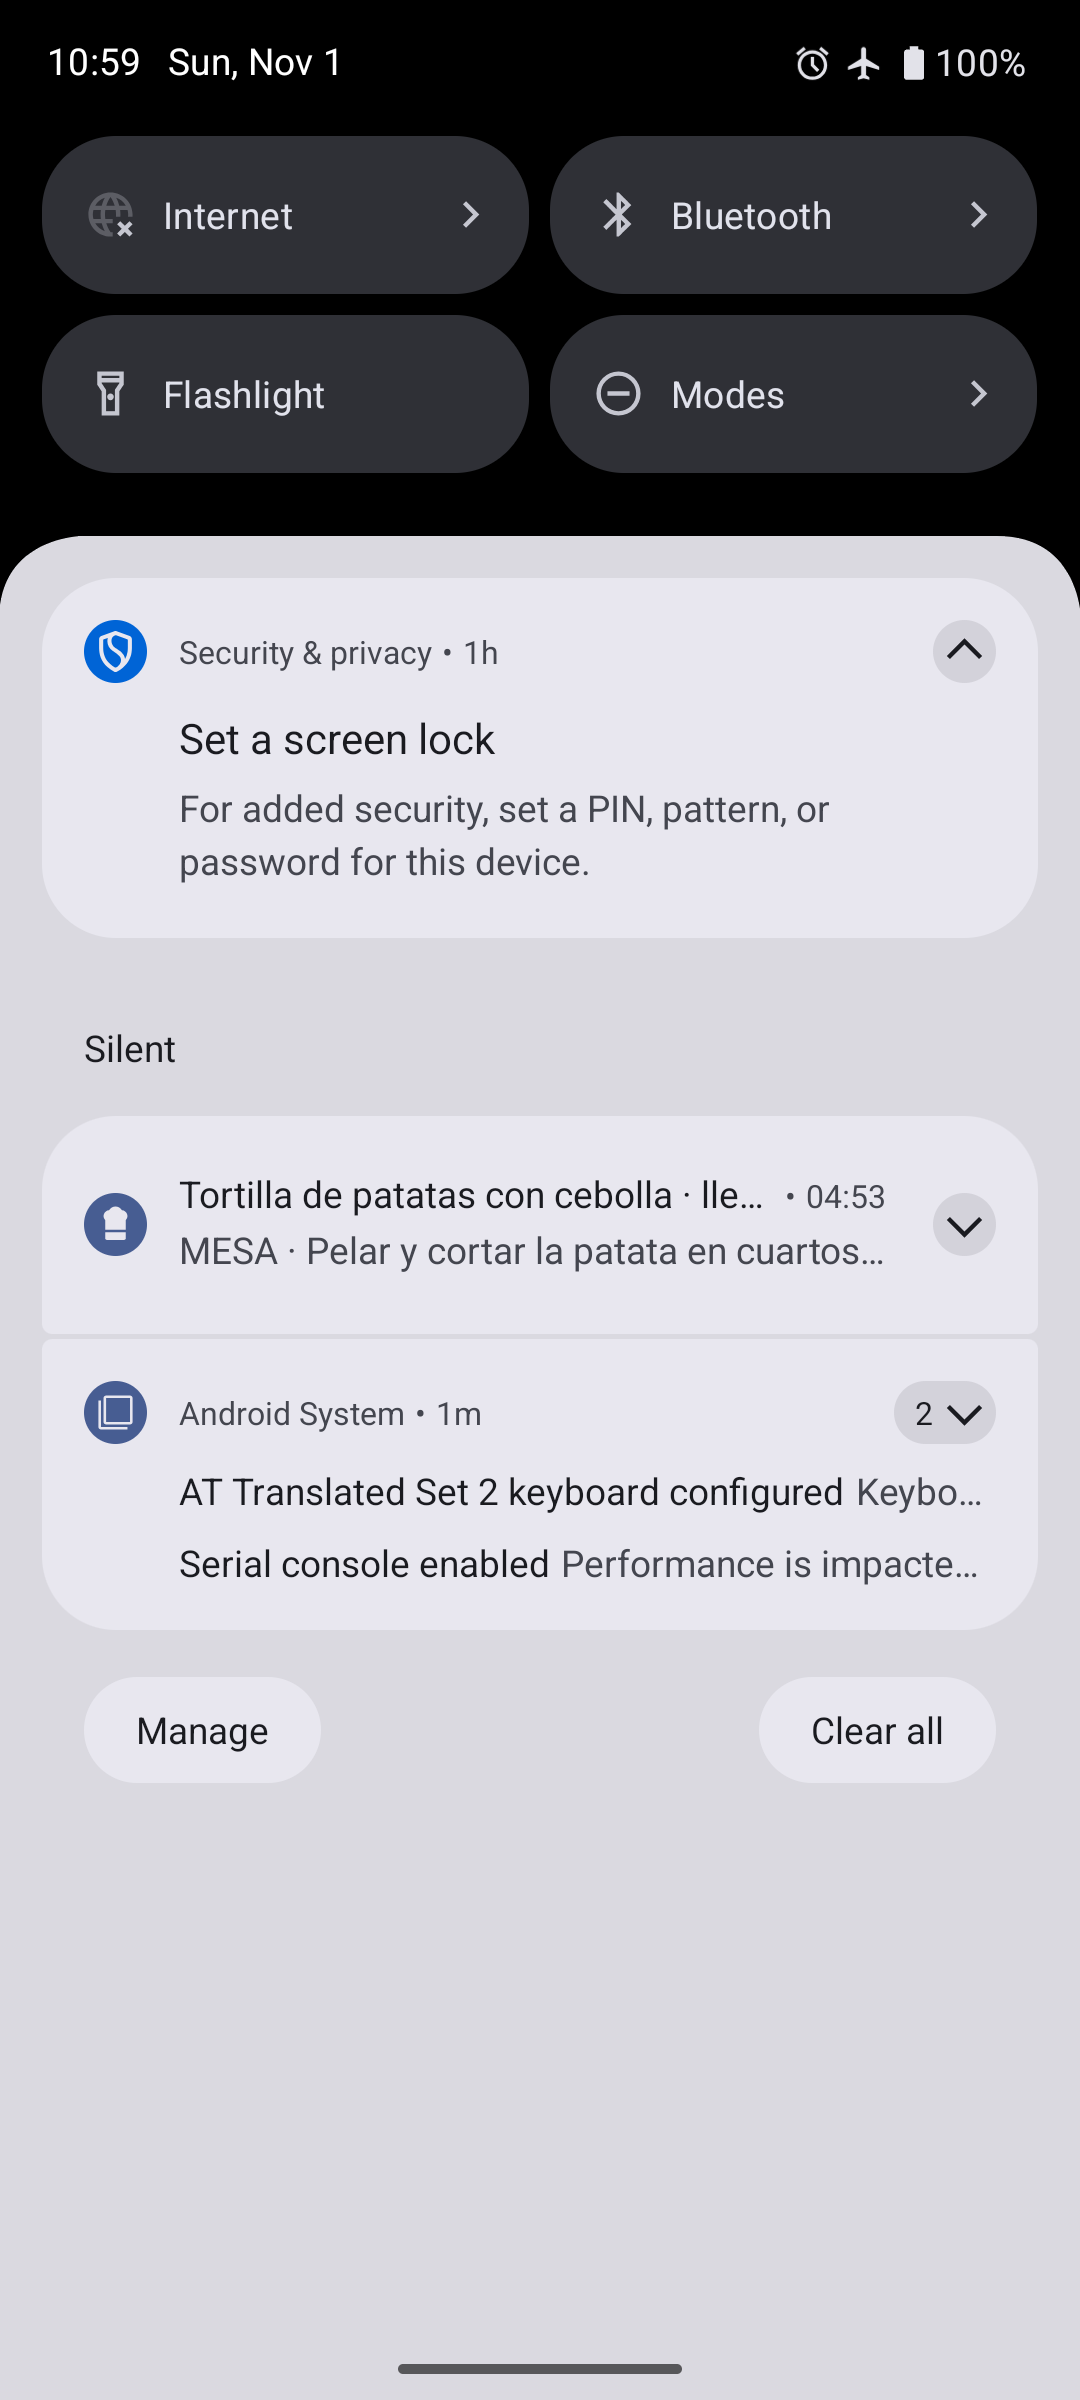 10:59 Sun, Nov 1 100%
Internet Bluetooth
Flashlight Modes
Security & privacy • 1h
Set a screen lock
For added security, set a PIN, pattern, or
password for this device.
Silent
Tortilla de patatas con cebolla · lle… • 04:53
MESA · Pelar y cortar la patata en cuartos…
Android System • 1m 2
AT Translated Set 2 keyboard configured Keybo…
Serial console enabled Performance is impacte…
Manage Clear all